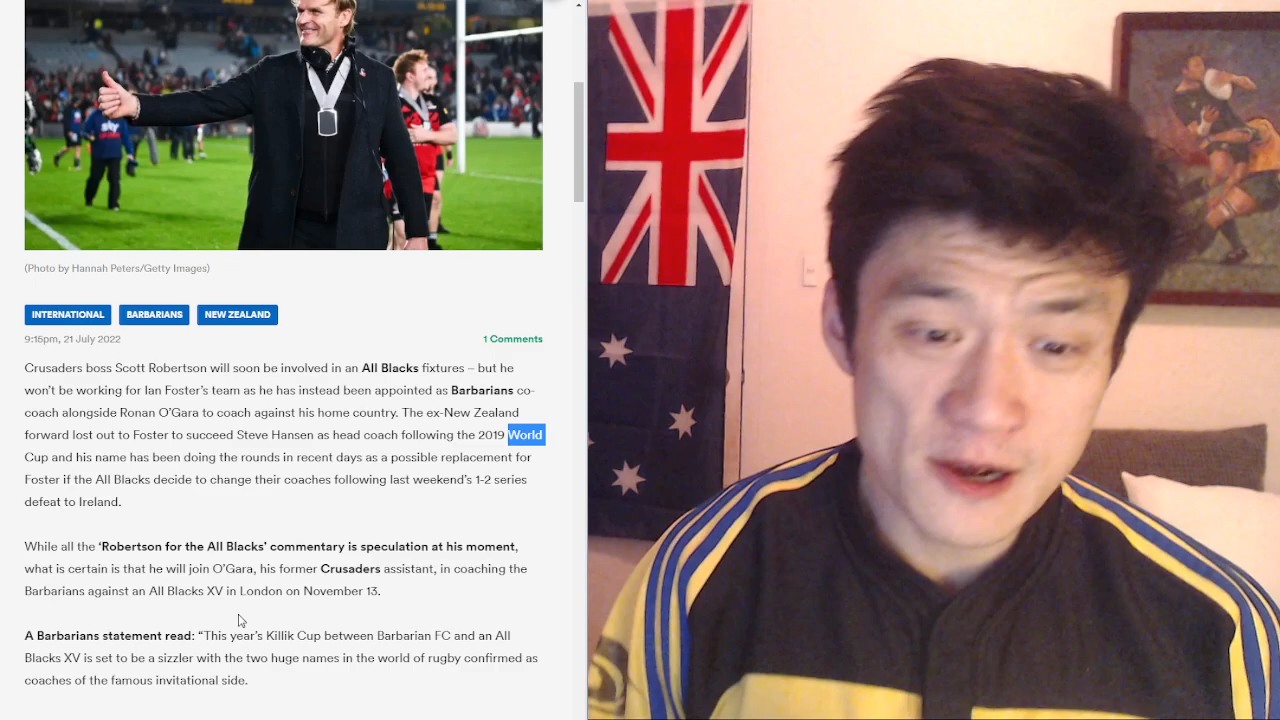 (Photo by Hannah Peters/Getty Images)
INTERNATIONAL BARBARIANS NEW ZEALAND
9:15pm, 21 July 2022 1 Comments
Crusaders boss Scott Robertson will soon be involved in an All Blacks fixtures – but he
won't be working for Ian Foster's team as he has instead been appointed as Barbarians co-
coach alongside Ronan O'Gara to coach against his home country. The ex-New Zealand
forward lost out to Foster to succeed Steve Hansen as head coach following the 2019 World
Cup and his name has been doing the rounds in recent days as a possible replacement for
Foster if the All Blacks decide to change their coaches following last weekend's 1-2 series
defeat to Ireland.
While all the ‘Robertson for the All Blacks’ commentary is speculation at his moment,
what is certain is that he will join O'Gara, his former Crusaders assistant, in coaching the
Barbarians against an All Blacks XV in London on November 13.
A Barbarians statement read: “This year's Killik Cup between Barbarian FC and an All
Blacks XV is set to be a sizzler with the two huge names in the world of rugby confirmed as
coaches of the famous invitational side.